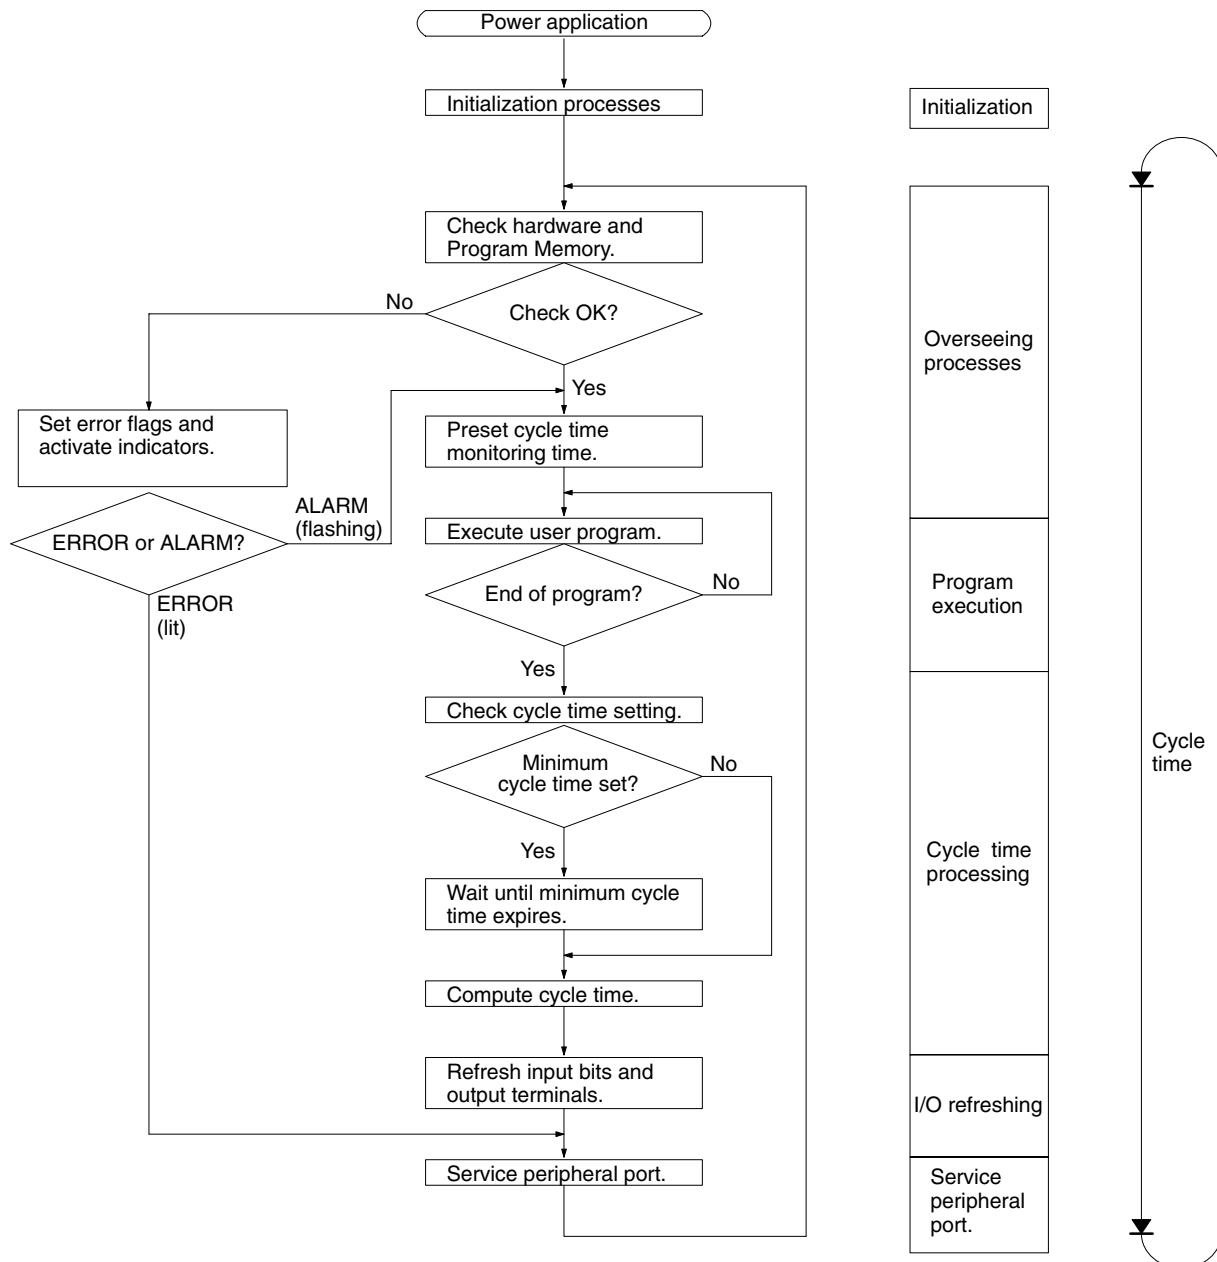 Power application
Initialization processes
Initialization
Check hardware and
Program Memory.
No
Check OK?
Yes
Overseeing
processes
Set error flags and
activate indicators.
Preset cycle time
monitoring time.
ALARM
(flashing)
ERROR or ALARM?
Execute user program.
No
End of program?
Program
execution
ERROR
(lit)
Yes
Check cycle time setting.
Minimum
cycle time set?
No
Cycle
time
Yes
Cycle time
processing
Wait until minimum cycle
time expires.
Compute cycle time.
Refresh input bits and
output terminals.
I/O refreshing
Service peripheral port.
Service
peripheral
port.